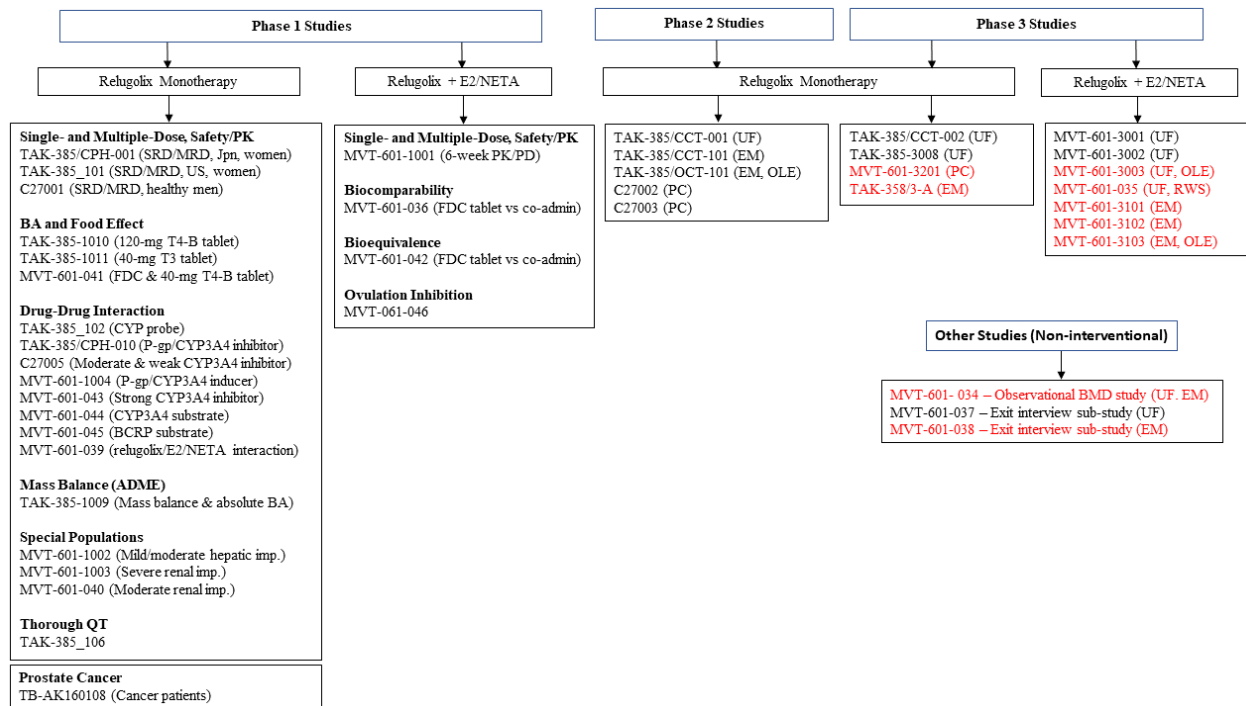 Phase 1 Studies
Phase 2 Studies
Phase 3 Studies
Relugolix Monotherapy
Relugolix + E2/NETA
Relugolix Monotherapy
Relugolix + E2/NETA
Single- and Multiple-Dose, Safety/PK
TAK-385/CPH-001 (SRD/MRD, Jpn, women)
TAK-385_101 (SRD/MRD, US, women)
C27001 (SRD/MRD, healthy men)
BA and Food Effect
TAK-385-1010 (120-mg T4-B tablet)
TAK-385-1011 (40-mg T3 tablet)
MVT-601-041 (FDC & 40-mg T4-B tablet)
Drug-Drug Interaction
TAK-385_102 (CYP probe)
TAK-385/CPH-010 (P-gp/CYP3A4 inhibitor)
C27005 (Moderate & weak CYP3A4 inhibitor)
MVT-601-1004 (P-gp/CYP3A4 inducer)
MVT-601-043 (Strong CYP3A4 inhibitor)
MVT-601-044 (CYP3A4 substrate)
MVT-601-045 (BCRP substrate)
MVT-601-039 (relugolix/E2/NETA interaction)
Mass Balance (ADME)
TAK-385-1009 (Mass balance & absolute BA)
Special Populations
MVT-601-1002 (Mild/moderate hepatic imp.)
MVT-601-1003 (Severe renal imp.)
MVT-601-040 (Moderate renal imp.)
Thorough QT
TAK-385_106
Prostate Cancer
TB-AK160108 (Cancer patients)
Single- and Multiple-Dose, Safety/PK
MVT-601-1001 (6-week PK/PD)
Biocomparability
MVT-601-036 (FDC tablet vs co-admin)
Bioequivalence
MVT-601-042 (FDC tablet vs co-admin)
Ovulation Inhibition
MVT-061-046
TAK-385/CCT-001 (UF)
TAK-385/CCT-101 (EM)
TAK-385/OCT-101 (EM, OLE)
C27002 (PC)
C27003 (PC)
TAK-385/CCT-002 (UF)
TAK-385-3008 (UF)
MVT-601-3201 (PC)
TAK-358/3-A (EM)
MVT-601-3001 (UF)
MVT-601-3002 (UF)
MVT-601-3003 (UF, OLE)
MVT-601-035 (UF, RWS)
MVT-601-3101 (EM)
MVT-601-3102 (EM)
MVT-601-3103 (EM, OLE)
Other Studies (Non-interventional)
MVT-601- 034 – Observational BMD study (UF. EM)
MVT-601-037 – Exit interview sub-study (UF)
MVT-601-038 – Exit interview sub-study (EM)